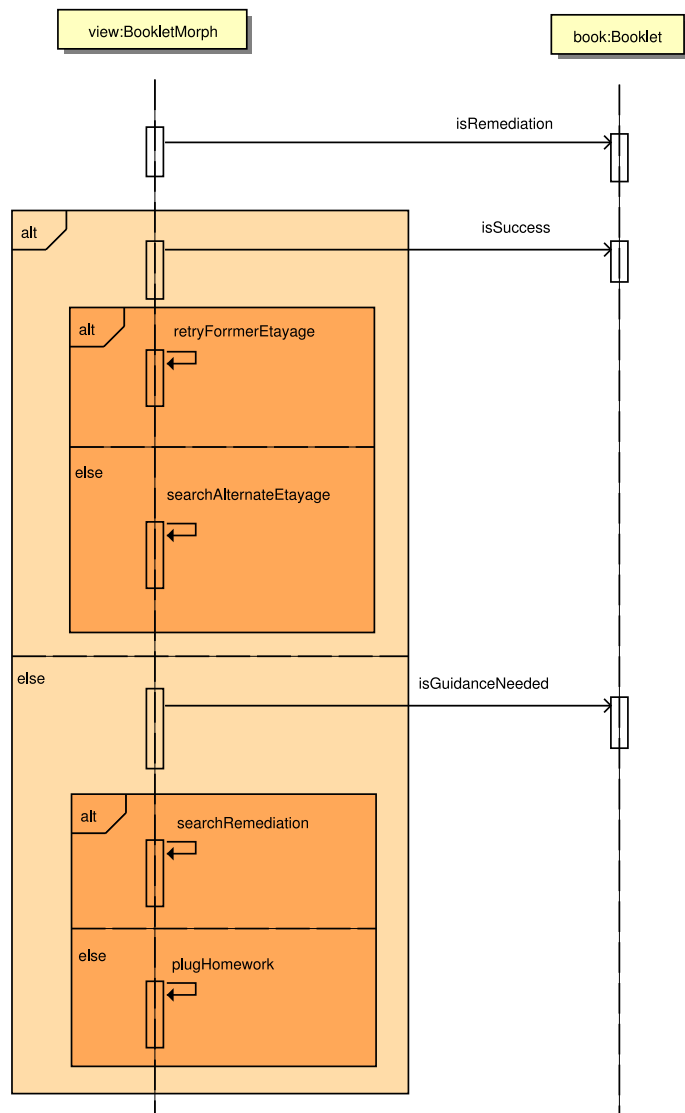 view:BookletMorph
book:Booklet
isRemediation
alt
isSuccess
alt
retryForrmerEtayage
else
searchAlternateEtayage
else
isGuidanceNeeded
alt
searchRemediation
else
plugHomework